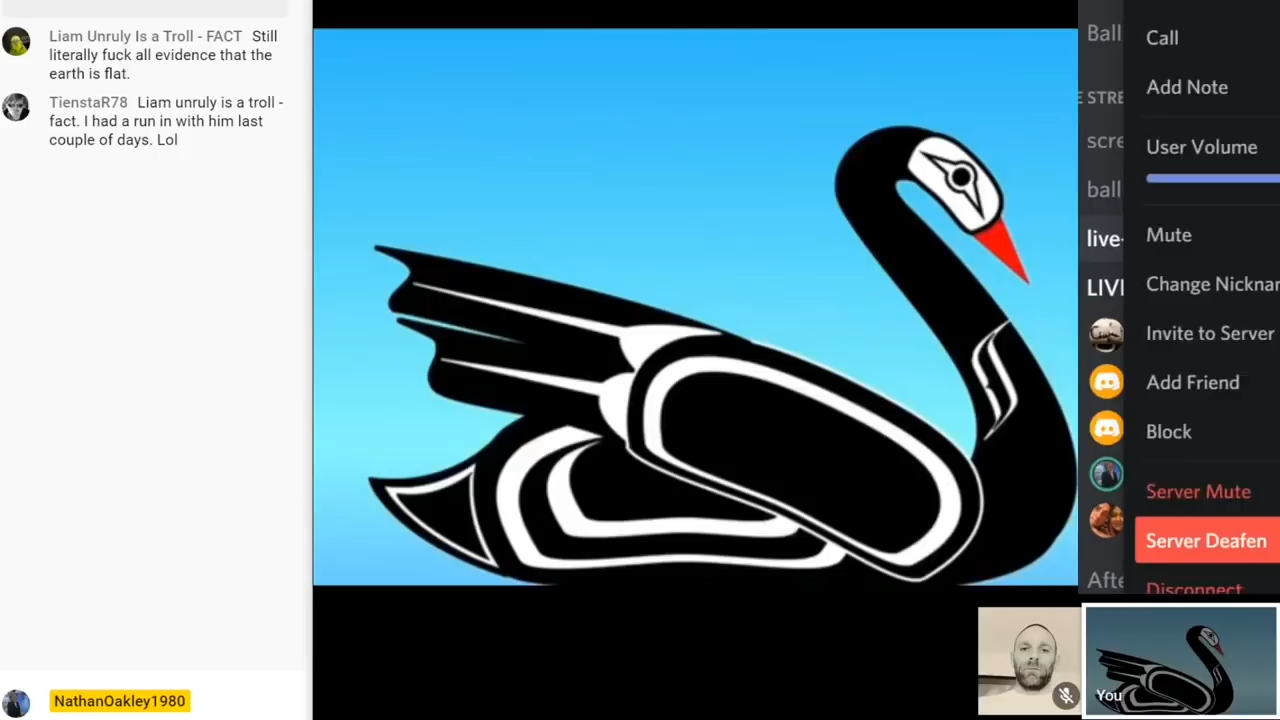 Liam Unruly Is a Troll - FACT Still
literally fuck all evidence that the
earth is flat.
TienstaR78 Liam unruly is a troll -
fact. I had a run in with him last
couple of days. Lol
NathanOakley1980
Ball
E STRE
scre
ball
live-
LIVI
Afte
Call
Add Note
User Volume
Mute
Change Nicknar
Invite to Server
Add Friend
Block
Server Mute
Server Deafen
Disconnect
You